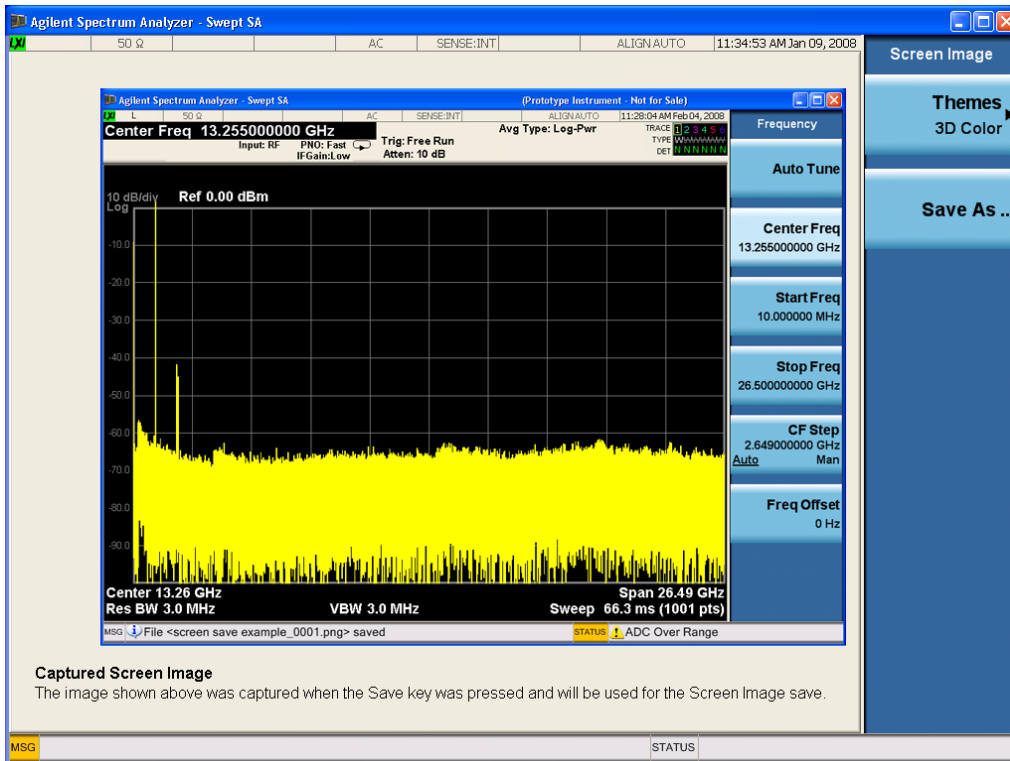 Agilent Spectrum Analyzer - Swept SA
LXI 50 Ω AC SENSE:INT ALIGN AUTO 11:34:53 AM Jan 09, 2008
Screen Image
Themes
3D Color
Save As ..
Agilent Spectrum Analyzer - Swept SA (Prototype Instrument - Not for Sale)
LXI L 50 Ω AC SENSE:INT ALIGN AUTO 11:28:04 AM Feb 04, 2008
Center Freq 13.255000000 GHz
Input: RF PNO: Fast
IFGain:Low
Trig: Free Run
Atten: 10 dB
Avg Type: Log-Pwr
TRACE 1 2 3 4 5 6
TYPE WWWWWW
DET N N N N N N
Frequency
Auto Tune
Center Freq
13.255000000 GHz
Start Freq
10.000000 MHz
Stop Freq
26.500000000 GHz
CF Step
2.649000000 GHz
Auto Man
Freq Offset
0 Hz
10 dB/div Ref 0.00 dBm
Log
-10.0
-20.0
-30.0
-40.0
-50.0
-60.0
-70.0
-80.0
-90.0
Center 13.26 GHz Span 26.49 GHz
Res BW 3.0 MHz VBW 3.0 MHz Sweep 66.3 ms (1001 pts)
MSG File <screen save example_0001.png> saved STATUS ADC Over Range
Captured Screen Image
The image shown above was captured when the Save key was pressed and will be used for the Screen Image save.
MSG STATUS